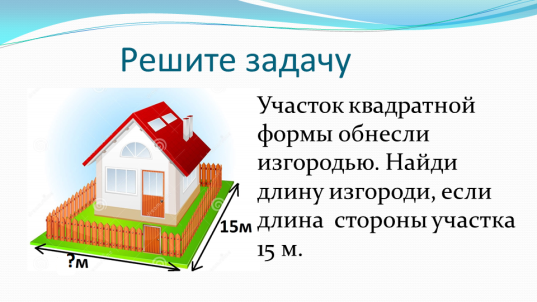 Решите задачу
Участок квадратной
формы обнесли
изгородью. Найди
длину изгороди, если
длина стороны участка
15 м.
15м
?м